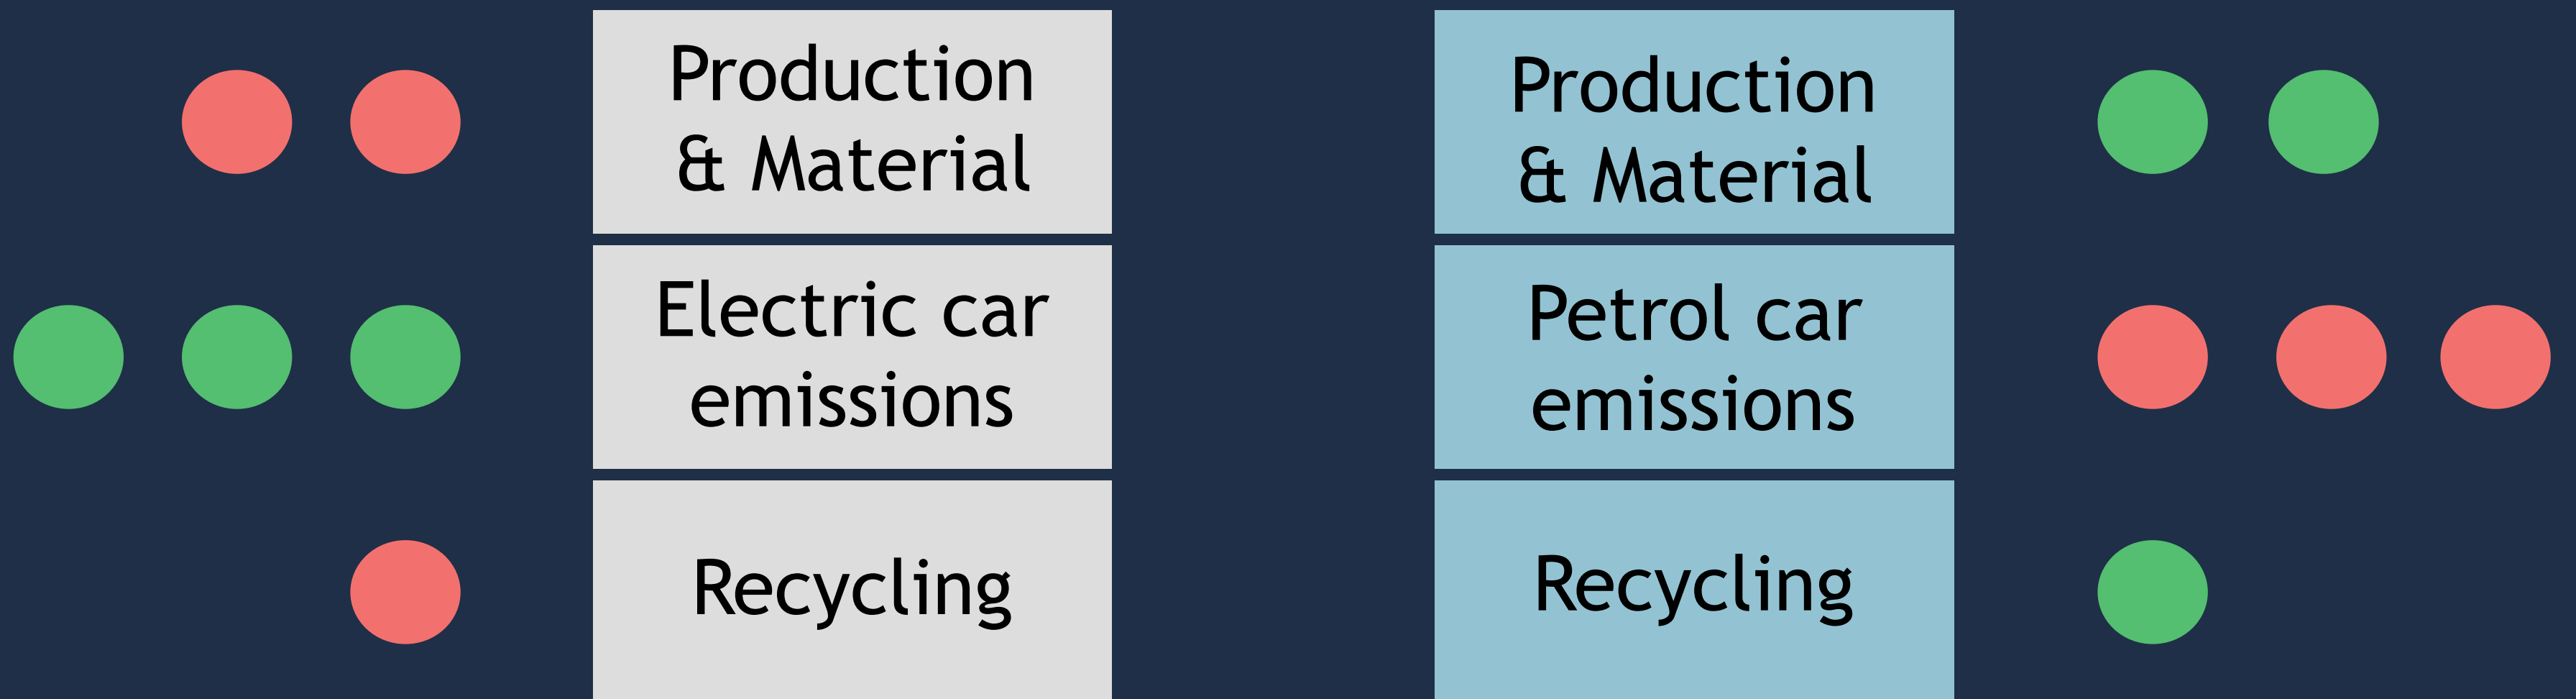 Production
& Material
Electric car
emissions
Recycling
Production
& Material
Petrol car
emissions
Recycling